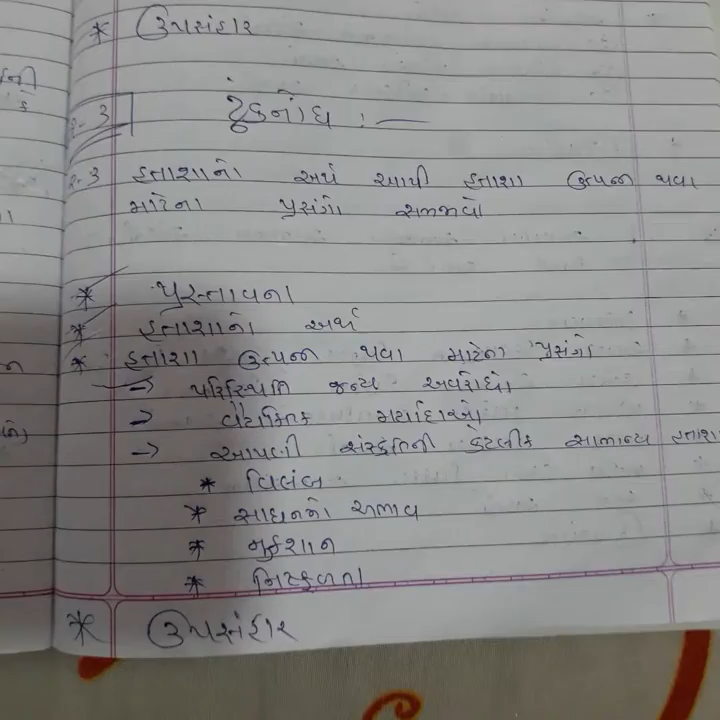 * ઉપસંહાર
ટૂંકનોંધ :—
2-3 હતાશાનો અર્થ આપી હતાશા ઉત્પન્ન થવા
માટેના પ્રસંગો સમજાવો
* પ્રસ્તાવના
* હતાશાનો અર્થ
* હતાશા ઉત્પન્ન થવા માટેના પ્રસંગો
→ પરિસ્થિતિ જન્ય અવરોધો
→ વૈયક્તિક મર્યાદાઓ
→ આપણી સંસ્કૃતિની કેટલીક સામાન્ય હતાશા
* વિલંબ
* સાધનનો અભાવ
* નુકશાન
* નિષ્ફળતા
* ઉપસંહાર